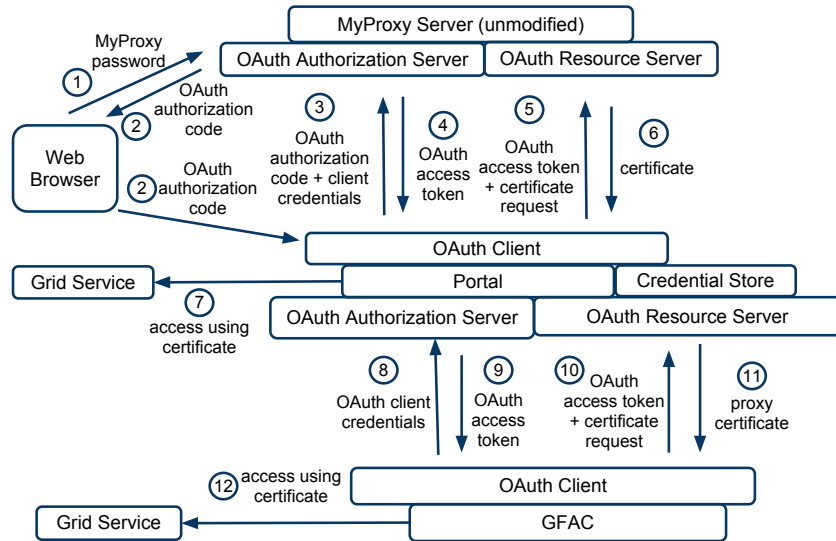 MyProxy Server (unmodified)
OAuth Authorization Server
OAuth Resource Server
1
MyProxy
password
2
OAuth
authorization
code
Web
Browser
2
OAuth
authorization
code
3
OAuth
authorization
code + client
credentials
4
OAuth
access
token
5
OAuth
access token
+ certificate
request
6
certificate
OAuth Client
Portal
Credential Store
OAuth Authorization Server
OAuth Resource Server
Grid Service
7
access using
certificate
8
OAuth client
credentials
9
OAuth
access
token
10
OAuth
access token
+ certificate
request
11
proxy
certificate
12
access using
certificate
OAuth Client
GFAC
Grid Service